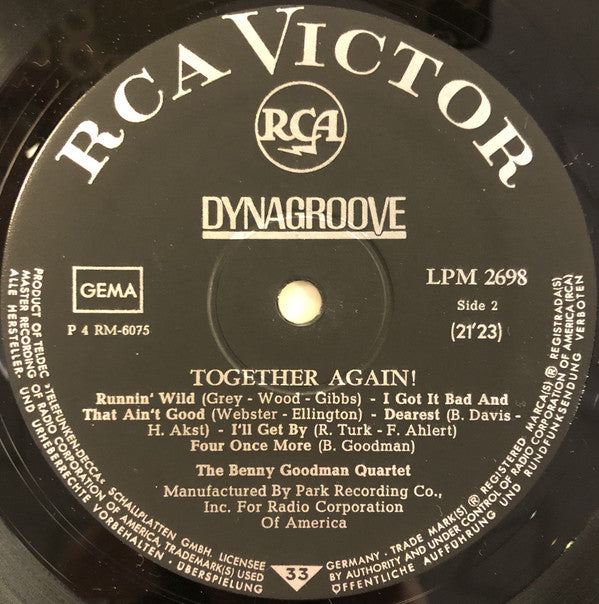 RCA VICTOR
RCA
DYNAGROOVE
GEMA
P 4 RM-6075
LPM 2698
Side 2
(21'23)
TOGETHER AGAIN!
Runnin' Wild (Grey - Wood - Gibbs) - I Got It Bad And
That Ain't Good (Webster - Ellington) - Dearest (B. Davis -
H. Akst) - I'll Get By (R. Turk - F. Ahlert)
Four Once More (B. Goodman)
The Benny Goodman Quartet
Manufactured By Park Recording Co.,
Inc. For Radio Corporation
Of America
33
PRODUCT OF TELDEC »TELEFUNKEN-DECCA« SCHALLPLATTEN GMBH, LICENSEE
MASTER RECORDING OF RADIO CORPORATION OF AMERICA, TRADEMARK(S) USED
ALLE HERSTELLER- UND URHEBERRECHTE VORBEHALTEN · ÜBERSPIELUNG
GERMANY · TRADE MARK(S) ® REGISTERED MARCA(S) ® REGISTRADA(S)
BY AUTHORITY AND UNDER CONTROL OF RADIO CORPORATION OF AMERICA (RCA)
ÖFFENTLICHE AUFFÜHRUNG UND RUNDFUNKSENDUNG VERBOTEN